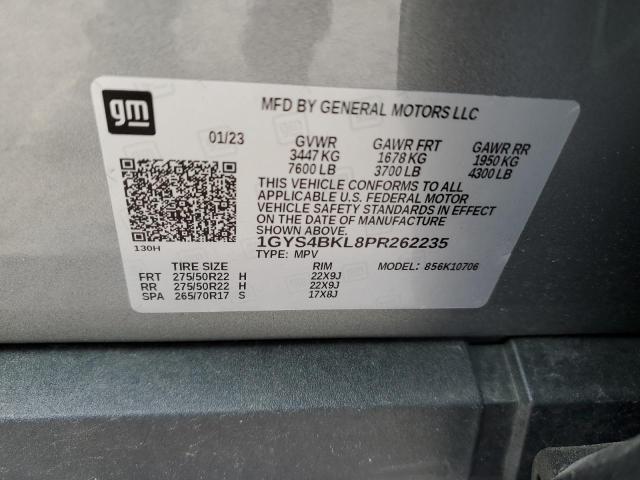 gm
MFD BY GENERAL MOTORS LLC
01/23 GVWR GAWR FRT GAWR RR
3447 KG 1678 KG 1950 KG
7600 LB 3700 LB 4300 LB
THIS VEHICLE CONFORMS TO ALL
APPLICABLE U.S. FEDERAL MOTOR
VEHICLE SAFETY STANDARDS IN EFFECT
ON THE DATE OF MANUFACTURE
SHOWN ABOVE.
1GYS4BKL8PR262235
130H
TYPE: MPV
TIRE SIZE RIM MODEL: 856K10706
FRT 275/50R22 H 22X9J
RR 275/50R22 H 22X9J
SPA 265/70R17 S 17X8J